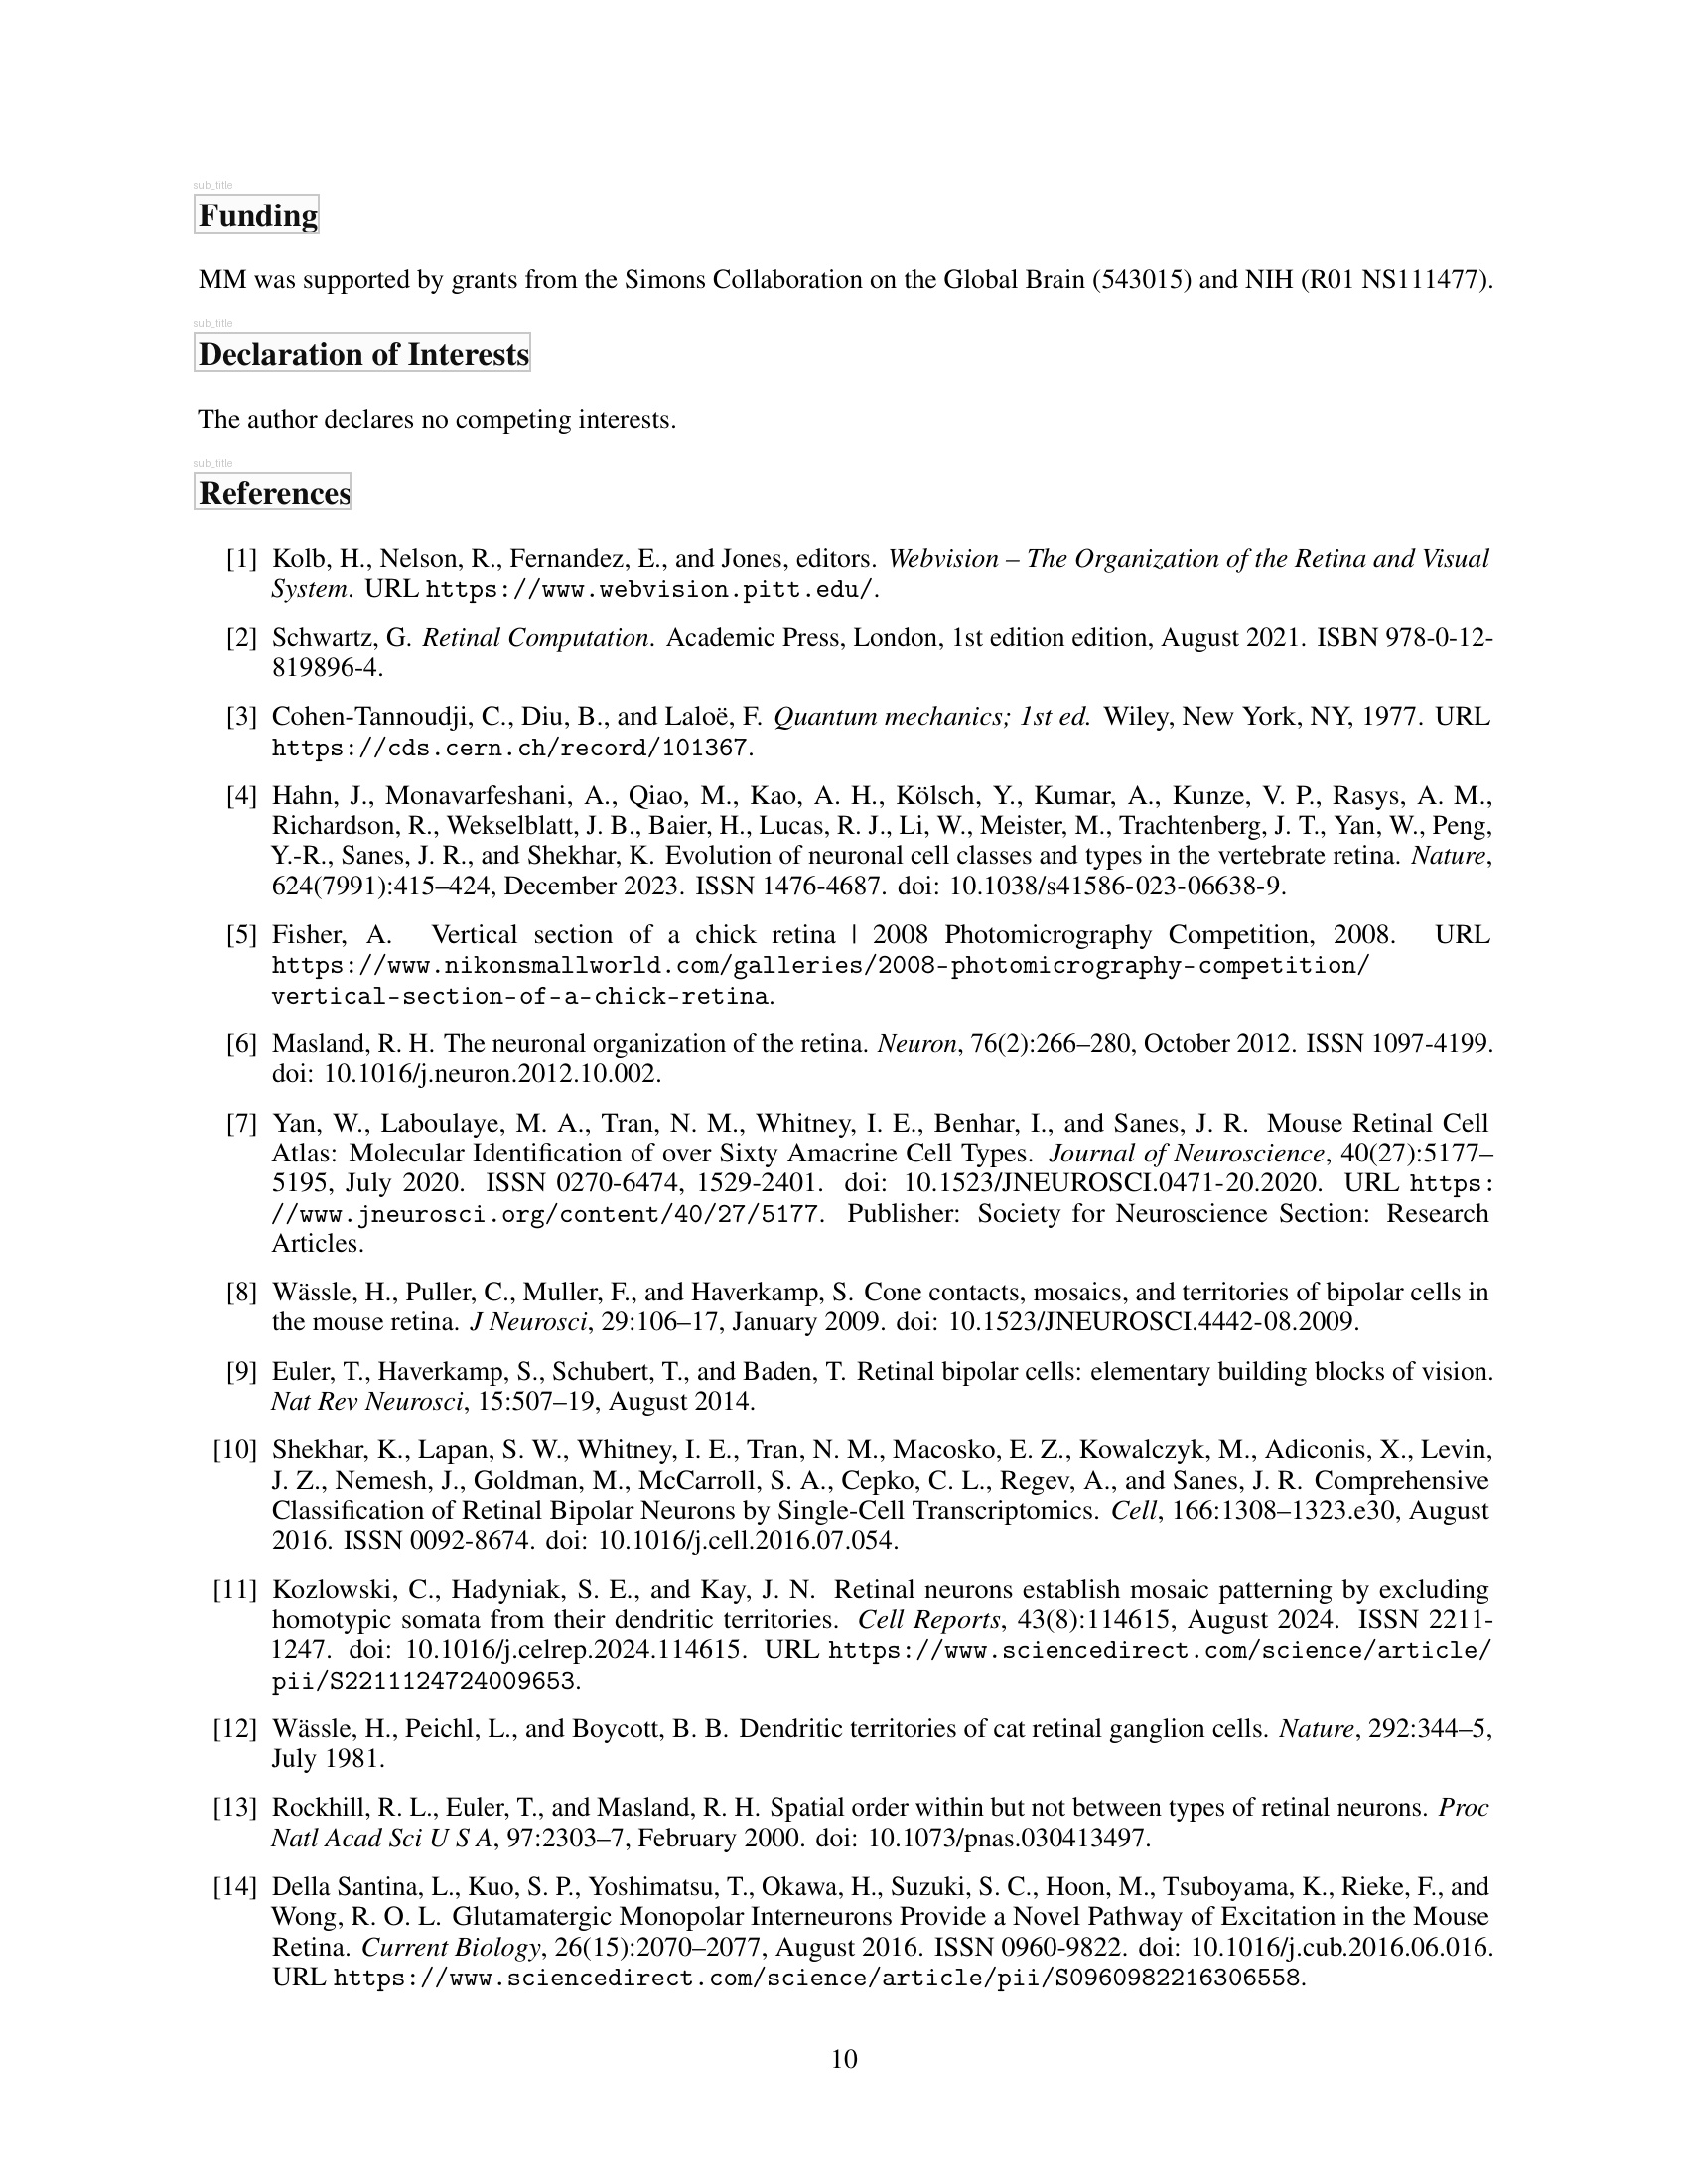 sub_title
Funding
MM was supported by grants from the Simons Collaboration on the Global Brain (543015) and NIH (R01 NS111477).
sub_title
Declaration of Interests
The author declares no competing interests.
sub_title
References
[1] Kolb, H., Nelson, R., Fernandez, E., and Jones, editors. Webvision – The Organization of the Retina and Visual
System. URL https://www.webvision.pitt.edu/.
[2] Schwartz, G. Retinal Computation. Academic Press, London, 1st edition edition, August 2021. ISBN 978-0-12-
819896-4.
[3] Cohen-Tannoudji, C., Diu, B., and Laloë, F. Quantum mechanics; 1st ed. Wiley, New York, NY, 1977. URL
https://cds.cern.ch/record/101367.
[4] Hahn, J., Monavarfeshani, A., Qiao, M., Kao, A. H., Kölsch, Y., Kumar, A., Kunze, V. P., Rasys, A. M.,
Richardson, R., Wekselblatt, J. B., Baier, H., Lucas, R. J., Li, W., Meister, M., Trachtenberg, J. T., Yan, W., Peng,
Y.-R., Sanes, J. R., and Shekhar, K. Evolution of neuronal cell classes and types in the vertebrate retina. Nature,
624(7991):415–424, December 2023. ISSN 1476-4687. doi: 10.1038/s41586-023-06638-9.
[5] Fisher, A. Vertical section of a chick retina | 2008 Photomicrography Competition, 2008. URL
https://www.nikonsmallworld.com/galleries/2008-photomicrography-competition/
vertical-section-of-a-chick-retina.
[6] Masland, R. H. The neuronal organization of the retina. Neuron, 76(2):266–280, October 2012. ISSN 1097-4199.
doi: 10.1016/j.neuron.2012.10.002.
[7] Yan, W., Laboulaye, M. A., Tran, N. M., Whitney, I. E., Benhar, I., and Sanes, J. R. Mouse Retinal Cell
Atlas: Molecular Identification of over Sixty Amacrine Cell Types. Journal of Neuroscience, 40(27):5177–
5195, July 2020. ISSN 0270-6474, 1529-2401. doi: 10.1523/JNEUROSCI.0471-20.2020. URL https:
//www.jneurosci.org/content/40/27/5177. Publisher: Society for Neuroscience Section: Research
Articles.
[8] Wässle, H., Puller, C., Muller, F., and Haverkamp, S. Cone contacts, mosaics, and territories of bipolar cells in
the mouse retina. J Neurosci, 29:106–17, January 2009. doi: 10.1523/JNEUROSCI.4442-08.2009.
[9] Euler, T., Haverkamp, S., Schubert, T., and Baden, T. Retinal bipolar cells: elementary building blocks of vision.
Nat Rev Neurosci, 15:507–19, August 2014.
[10] Shekhar, K., Lapan, S. W., Whitney, I. E., Tran, N. M., Macosko, E. Z., Kowalczyk, M., Adiconis, X., Levin,
J. Z., Nemesh, J., Goldman, M., McCarroll, S. A., Cepko, C. L., Regev, A., and Sanes, J. R. Comprehensive
Classification of Retinal Bipolar Neurons by Single-Cell Transcriptomics. Cell, 166:1308–1323.e30, August
2016. ISSN 0092-8674. doi: 10.1016/j.cell.2016.07.054.
[11] Kozlowski, C., Hadyniak, S. E., and Kay, J. N. Retinal neurons establish mosaic patterning by excluding
homotypic somata from their dendritic territories. Cell Reports, 43(8):114615, August 2024. ISSN 2211-
1247. doi: 10.1016/j.celrep.2024.114615. URL https://www.sciencedirect.com/science/article/
pii/S2211124724009653.
[12] Wässle, H., Peichl, L., and Boycott, B. B. Dendritic territories of cat retinal ganglion cells. Nature, 292:344–5,
July 1981.
[13] Rockhill, R. L., Euler, T., and Masland, R. H. Spatial order within but not between types of retinal neurons. Proc
Natl Acad Sci U S A, 97:2303–7, February 2000. doi: 10.1073/pnas.030413497.
[14] Della Santina, L., Kuo, S. P., Yoshimatsu, T., Okawa, H., Suzuki, S. C., Hoon, M., Tsuboyama, K., Rieke, F., and
Wong, R. O. L. Glutamatergic Monopolar Interneurons Provide a Novel Pathway of Excitation in the Mouse
Retina. Current Biology, 26(15):2070–2077, August 2016. ISSN 0960-9822. doi: 10.1016/j.cub.2016.06.016.
URL https://www.sciencedirect.com/science/article/pii/S0960982216306558.
10